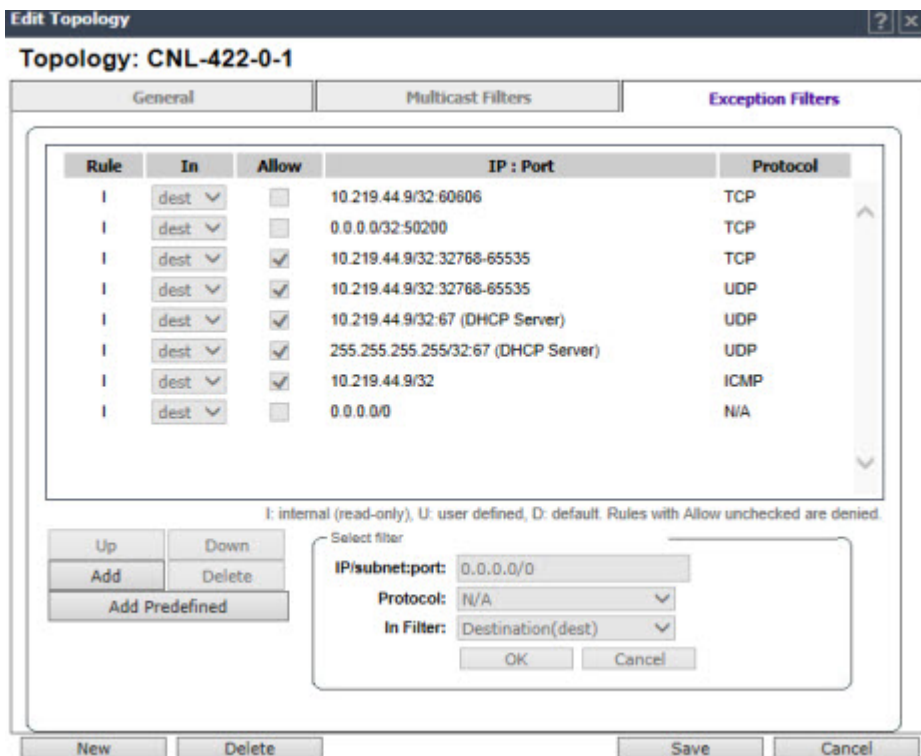 Edit Topology ? ×
Topology: CNL-422-0-1
General Multicast Filters Exception Filters
Rule In Allow IP : Port Protocol
I dest 10.219.44.9/32:60606 TCP
I dest 0.0.0.0/32:50200 TCP
I dest 10.219.44.9/32:32768-65535 TCP
I dest 10.219.44.9/32:32768-65535 UDP
I dest 10.219.44.9/32:67 (DHCP Server) UDP
I dest 255.255.255.255/32:67 (DHCP Server) UDP
I dest 10.219.44.9/32 ICMP
I dest 0.0.0.0/0 N/A
I: internal (read-only), U: user defined, D: default. Rules with Allow unchecked are denied.
Up Down
Add Delete
Add Predefined
Select filter
IP/subnet:port: 0.0.0.0/0
Protocol: N/A
In Filter: Destination(dest)
OK Cancel
New Delete Save Cancel